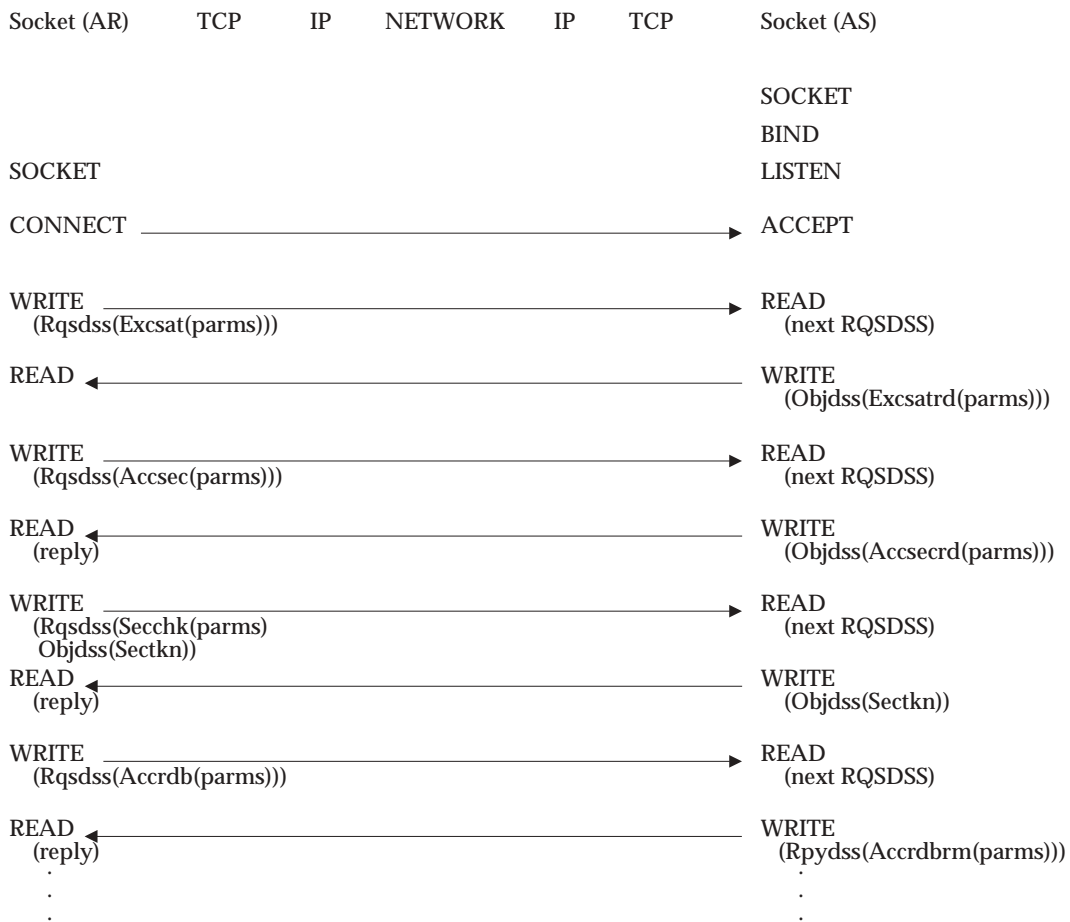 Socket (AR) TCP IP NETWORK IP TCP Socket (AS)
SOCKET
BIND
SOCKET LISTEN
CONNECT ACCEPT
WRITE READ
(Rqsdss(Excsat(parms))) (next RQSDSS)
READ WRITE
(Objdss(Excsatrd(parms)))
WRITE READ
(Rqsdss(Accsec(parms))) (next RQSDSS)
READ WRITE
(reply) (Objdss(Accsecrd(parms)))
WRITE READ
(Rqsdss(Secchk(parms) (next RQSDSS)
Objdss(Sectkn))
READ WRITE
(reply) (Objdss(Sectkn))
WRITE READ
(Rqsdss(Accrdb(parms))) (next RQSDSS)
READ WRITE
(reply) (Rpydss(Accrdbrm(parms)))
. .
. .
. .